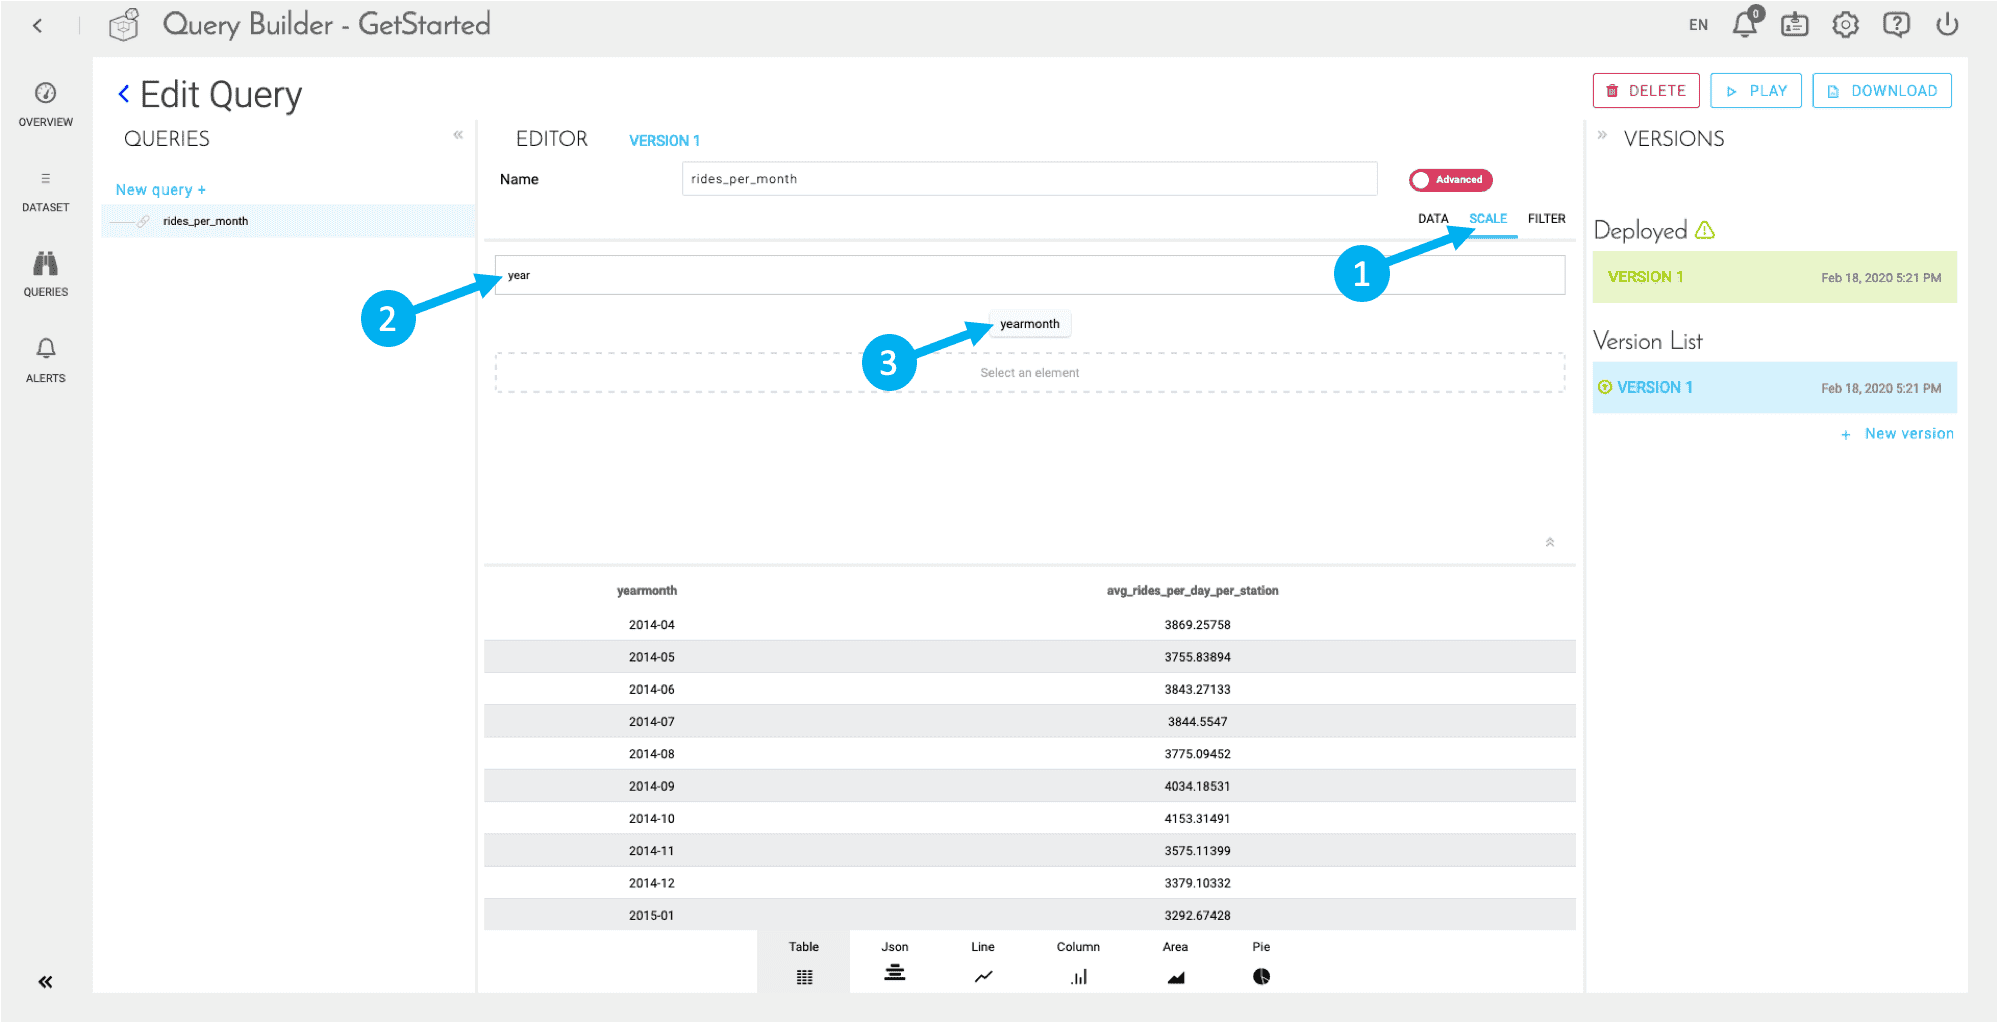 Query Builder - GetStarted
EN
0
OVERVIEW
DATASET
QUERIES
ALERTS
Edit Query
DELETE
PLAY
DOWNLOAD
QUERIES
New query +
rides_per_month
EDITOR
VERSION 1
Name
rides_per_month
Advanced
DATA
SCALE
FILTER
1
year
2
yearmonth
3
Select an element
yearmonth avg_rides_per_day_per_station
2014-04 3869.25758
2014-05 3755.83894
2014-06 3843.27133
2014-07 3844.5547
2014-08 3775.09452
2014-09 4034.18531
2014-10 4153.31491
2014-11 3575.11399
2014-12 3379.10332
2015-01 3292.67428
Table
Json
Line
Column
Area
Pie
VERSIONS
Deployed
VERSION 1 Feb 18, 2020 5:21 PM
Version List
VERSION 1 Feb 18, 2020 5:21 PM
+ New version